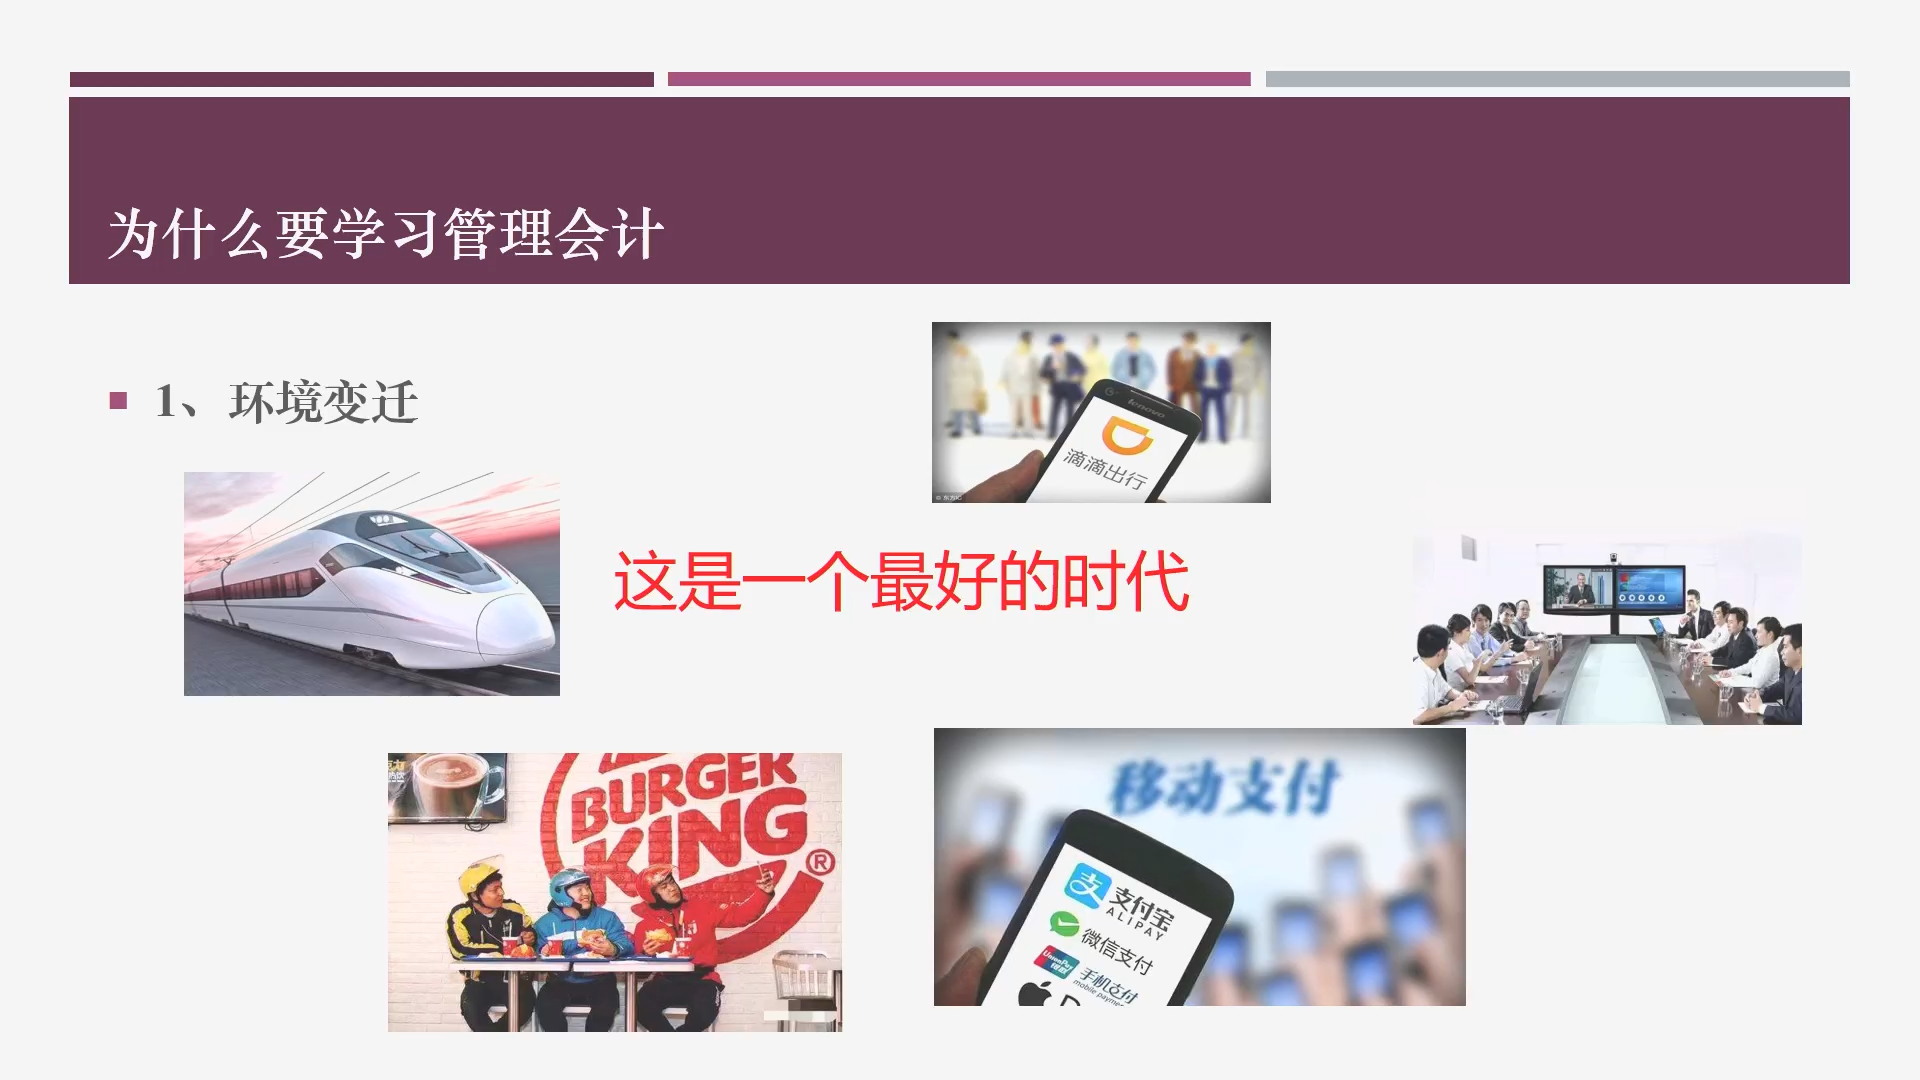 为什么要学习管理会计
1、环境变迁
lenovo
滴滴出行
这是一个最好的时代
BURGER
KING
®
移动支付
支付宝
ALIPAY
微信支付
UnionPay
银联
手机支付